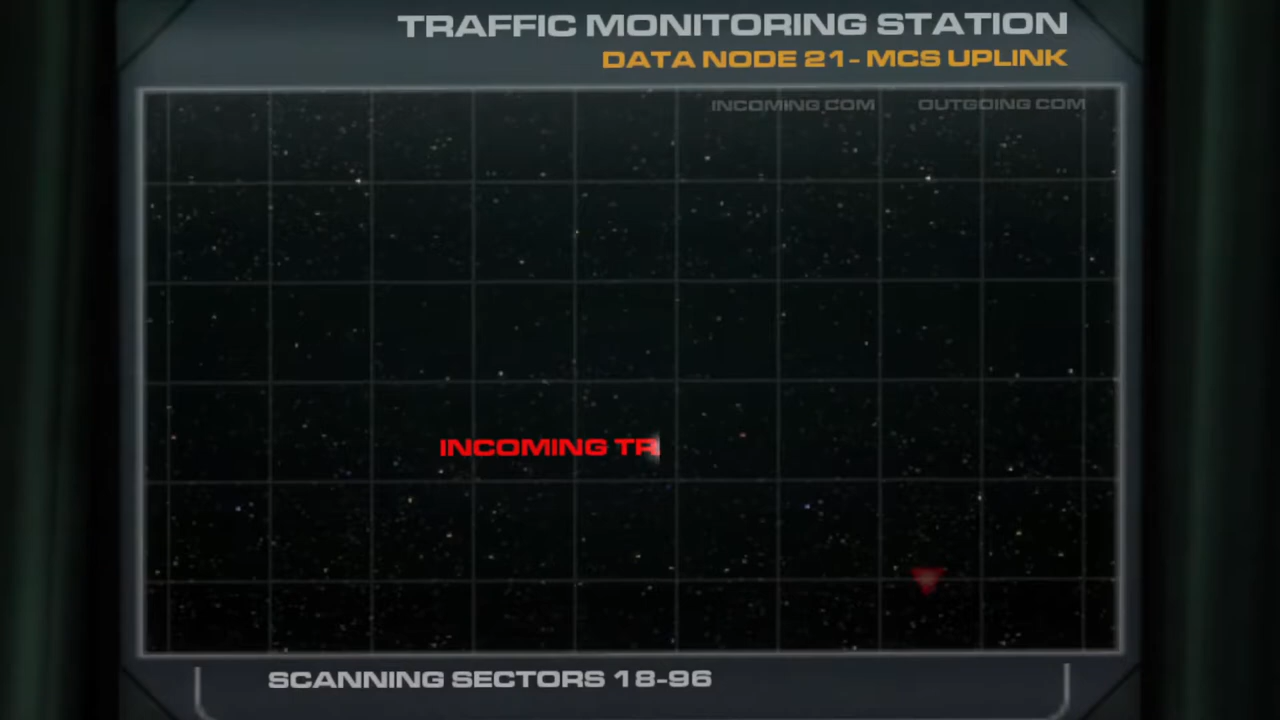 TRAFFIC MONITORING STATION
DATA NODE 21- MCS UPLINK
INCOMING COM OUTGOING COM
INCOMING TR
SCANNING SECTORS 18-96